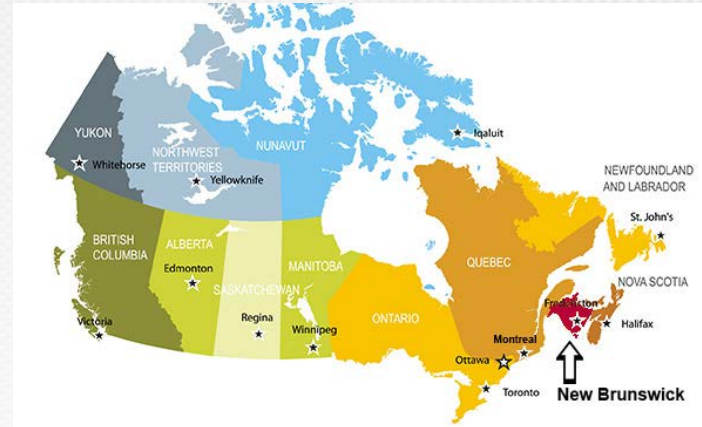 YUKON
Whitehorse
NORTHWEST
TERRITORIES
Yellowknife
NUNAVUT
Iqaluit
NEWFOUNDLAND
AND LABRADOR
St. John's
BRITISH
COLUMBIA
ALBERTA
Edmonton
SASKATCHEWAN
MANITOBA
QUEBEC
NOVA SCOTIA
Fredericton
Victoria
Regina
Winnipeg
ONTARIO
Halifax
Montreal
Ottawa
Toronto
New Brunswick